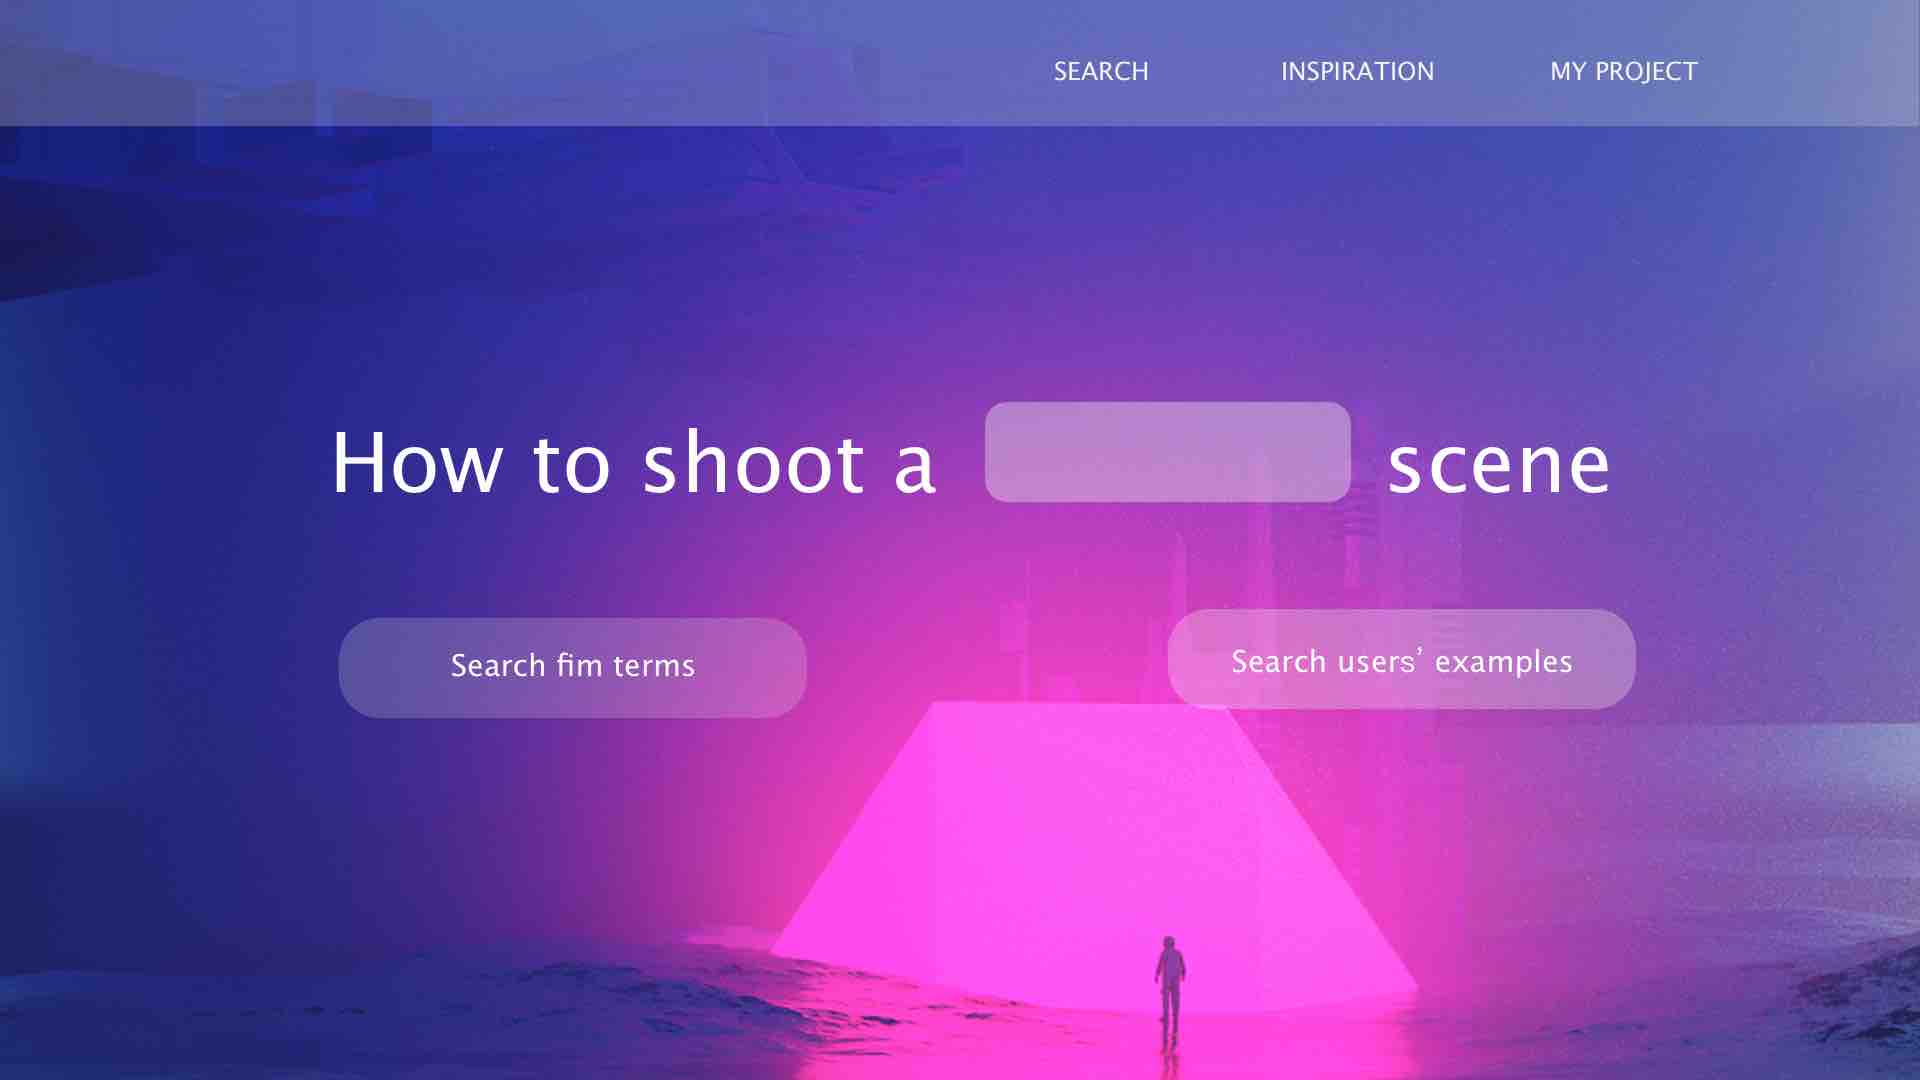 SEARCH INSPIRATION MY PROJECT
How to shoot a scene
Search fim terms
Search users’ examples